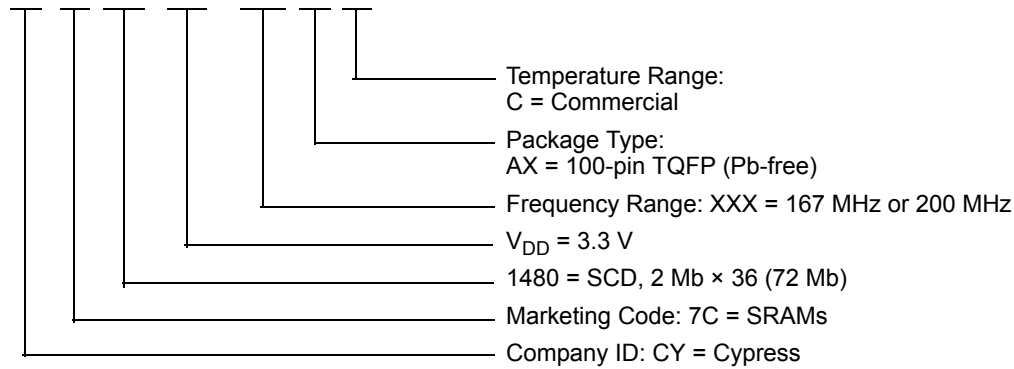 Temperature Range:
C = Commercial
Package Type:
AX = 100-pin TQFP (Pb-free)
Frequency Range: XXX = 167 MHz or 200 MHz
VDD = 3.3 V
1480 = SCD, 2 Mb × 36 (72 Mb)
Marketing Code: 7C = SRAMs
Company ID: CY = Cypress